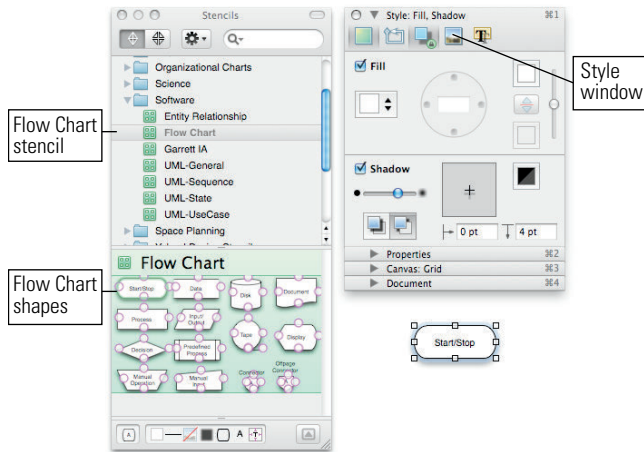 Stencils
Organizational Charts
Science
Software
Entity Relationship
Flow Chart
Garrett IA
UML-General
UML-Sequence
UML-State
UML-UseCase
Space Planning
Flow Chart
Start/Stop
Data
Disk
Document
Process
Input/
Output
Tape
Display
Decision
Predefined
Process
Manual
Operation
Manual
Input
Connector
Offpage
Connector
A
A
T
Flow Chart
stencil
Flow Chart
shapes
Style: Fill, Shadow
⌘1
T
Fill
Shadow
0 pt
4 pt
Properties
⌘2
Canvas: Grid
⌘3
Document
⌘4
Style
window
Start/Stop